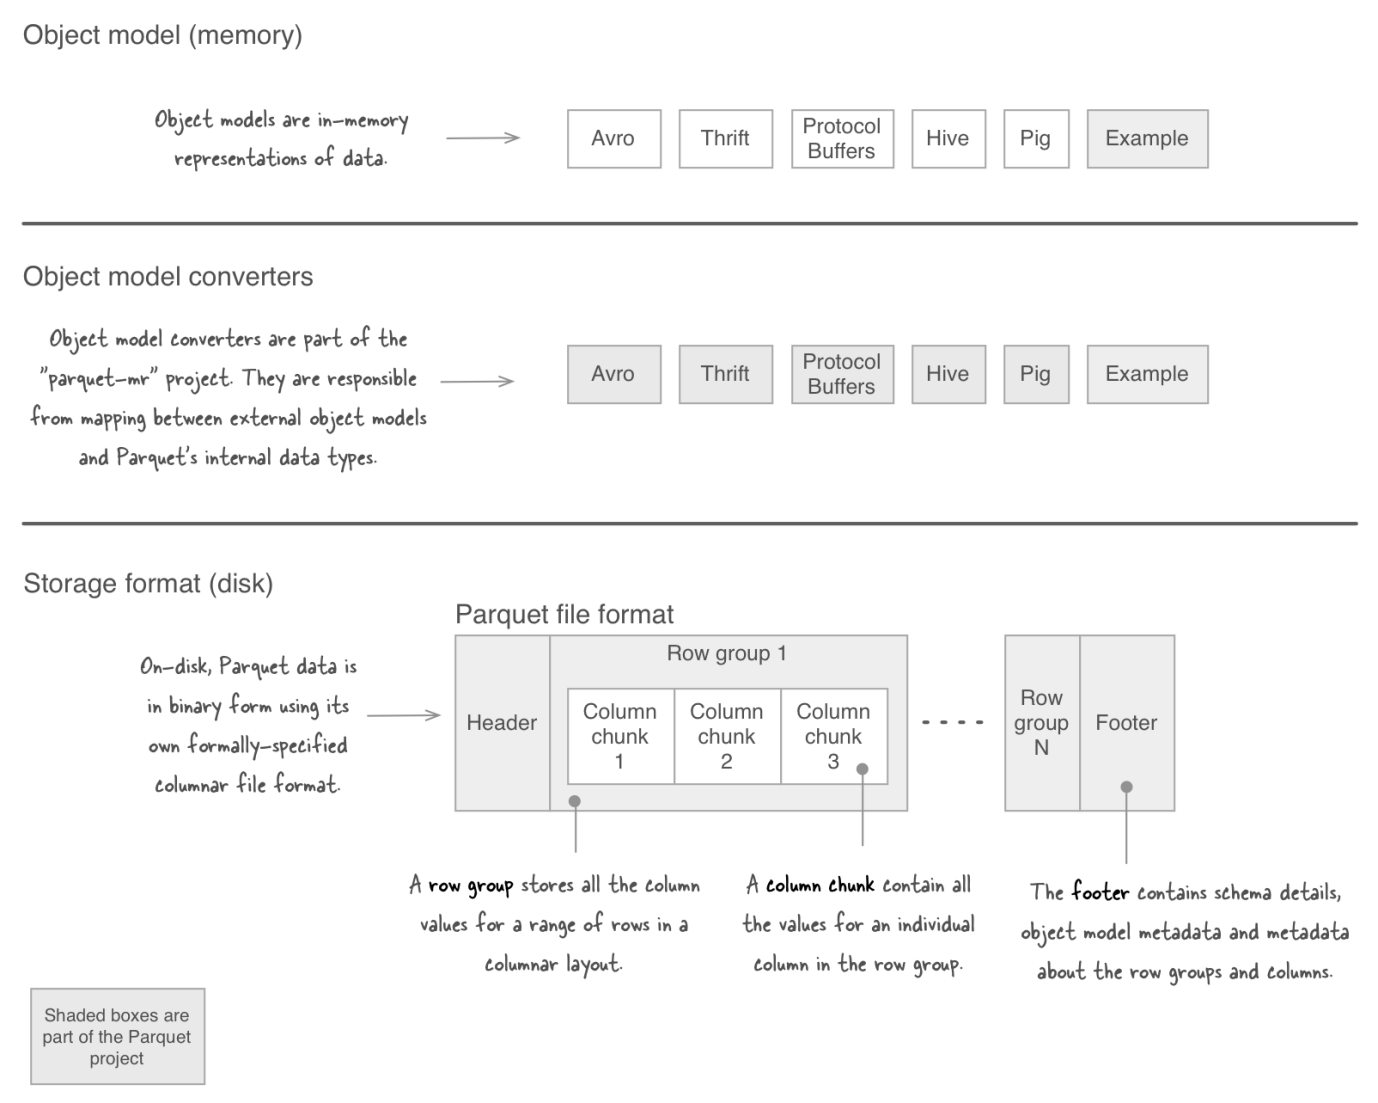 Object model (memory)
Object models are in-memory
representations of data.
Avro
Thrift
Protocol
Buffers
Hive
Pig
Example
Object model converters
Object model converters are part of the
"parquet-mr" project. They are responsible
from mapping between external object models
and Parquet's internal data types.
Avro
Thrift
Protocol
Buffers
Hive
Pig
Example
Storage format (disk)
Parquet file format
On-disk, Parquet data is
in binary form using its
own formally-specified
columnar file format.
Header
Row group 1
Column
chunk
1
Column
chunk
2
Column
chunk
3
Row
group
N
Footer
A row group stores all the column
values for a range of rows in a
columnar layout.
A column chunk contain all
the values for an individual
column in the row group.
The footer contains schema details,
object model metadata and metadata
about the row groups and columns.
Shaded boxes are
part of the Parquet
project